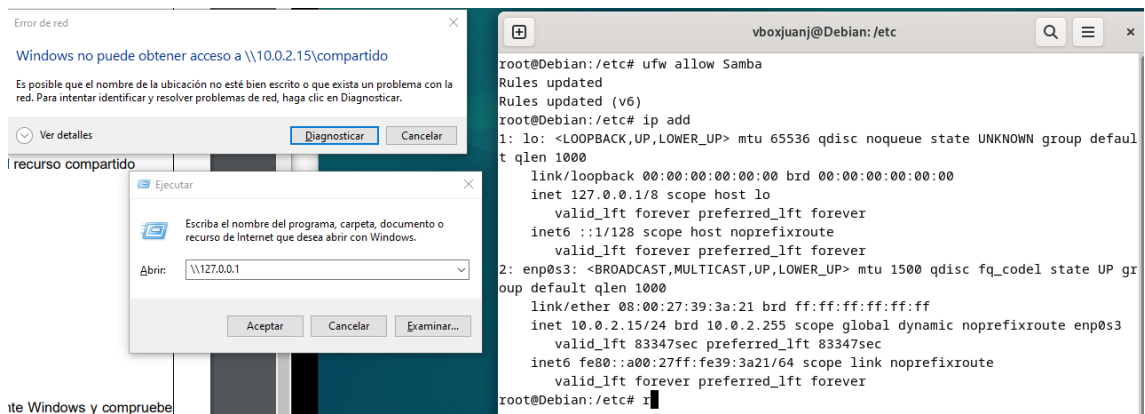 Error de red
Windows no puede obtener acceso a \\10.0.2.15\compartido
Es posible que el nombre de la ubicación no esté bien escrito o que exista un problema con la
red. Para intentar identificar y resolver problemas de red, haga clic en Diagnosticar.
Ver detalles
Diagnosticar
Cancelar
recurso compartido
Ejecutar
Escriba el nombre del programa, carpeta, documento o
recurso de Internet que desea abrir con Windows.
Abrir:
\\127.0.0.1
Aceptar
Cancelar
Examinar...
nte Windows y compruebe
vboxjuanj@Debian: /etc
root@Debian:/etc# ufw allow Samba
Rules updated
Rules updated (v6)
root@Debian:/etc# ip add
1: lo: <LOOPBACK,UP,LOWER_UP> mtu 65536 qdisc noqueue state UNKNOWN group defaul
t qlen 1000
link/loopback 00:00:00:00:00:00 brd 00:00:00:00:00:00
inet 127.0.0.1/8 scope host lo
valid_lft forever preferred_lft forever
inet6 ::1/128 scope host noprefixroute
valid_lft forever preferred_lft forever
2: enp0s3: <BROADCAST,MULTICAST,UP,LOWER_UP> mtu 1500 qdisc fq_codel state UP gr
oup default qlen 1000
link/ether 08:00:27:39:3a:21 brd ff:ff:ff:ff:ff:ff
inet 10.0.2.15/24 brd 10.0.2.255 scope global dynamic noprefixroute enp0s3
valid_lft 83347sec preferred_lft 83347sec
inet6 fe80::a00:27ff:fe39:3a21/64 scope link noprefixroute
valid_lft forever preferred_lft forever
root@Debian:/etc# r